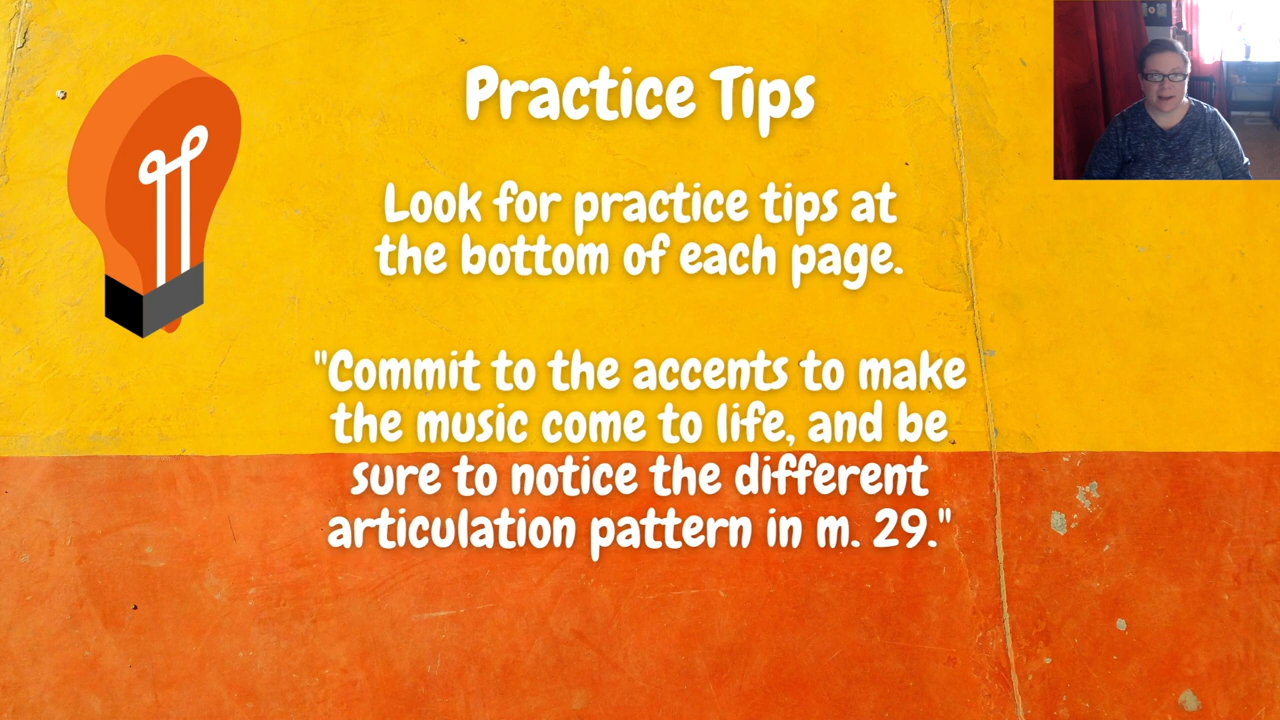 Practice Tips
Look for practice tips at
the bottom of each page.
"Commit to the accents to make
the music come to life, and be
sure to notice the different
articulation pattern in m. 29."